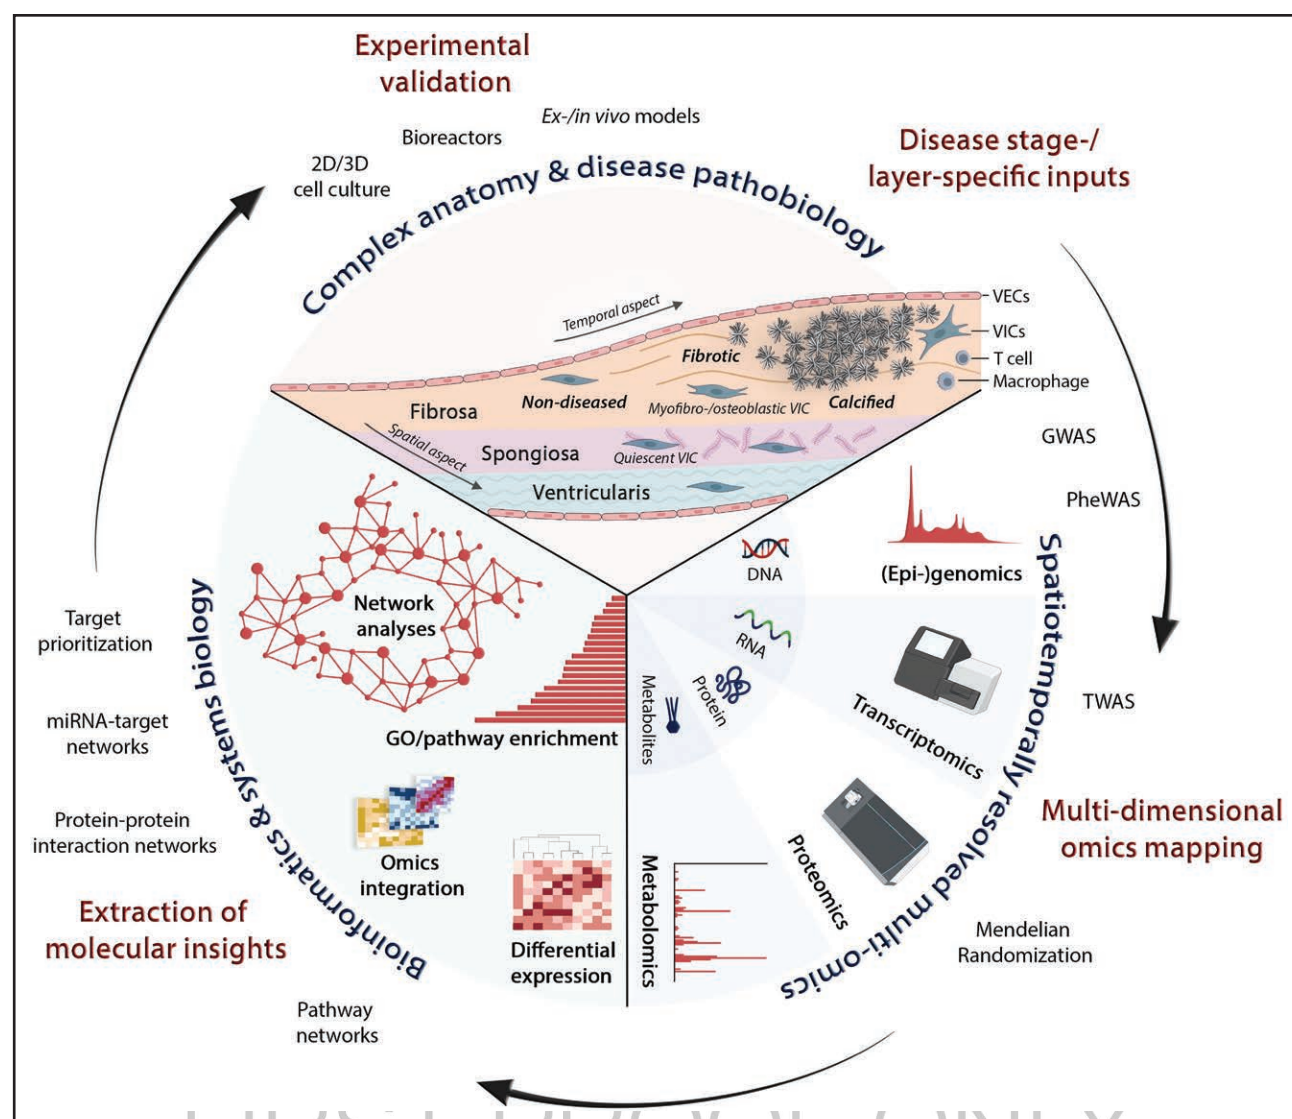 Experimental
validation
Ex-/in vivo models
Bioreactors
2D/3D
cell culture
Disease stage-/
layer-specific inputs
Complex anatomy & disease pathobiology
Temporal aspect
VECs
VICs
T cell
Macrophage
Fibrotic
Non-diseased
Myofibro-/osteoblastic VIC
Calcified
Fibrosa
Spatial aspect
Spongiosa
Quiescent VIC
Ventricularis
GWAS
PheWAS
TWAS
Mendelian
Randomization
Multi-dimensional
omics mapping
Spatiotemporally resolved multi-omics
DNA
RNA
Protein
Metabolites
(Epi-)genomics
Transcriptomics
Proteomics
Metabolomics
Network
analyses
GO/pathway enrichment
Omics
integration
Differential
expression
Bioinformatics & systems biology
Target
prioritization
miRNA-target
networks
Protein-protein
interaction networks
Extraction of
molecular insights
Pathway
networks